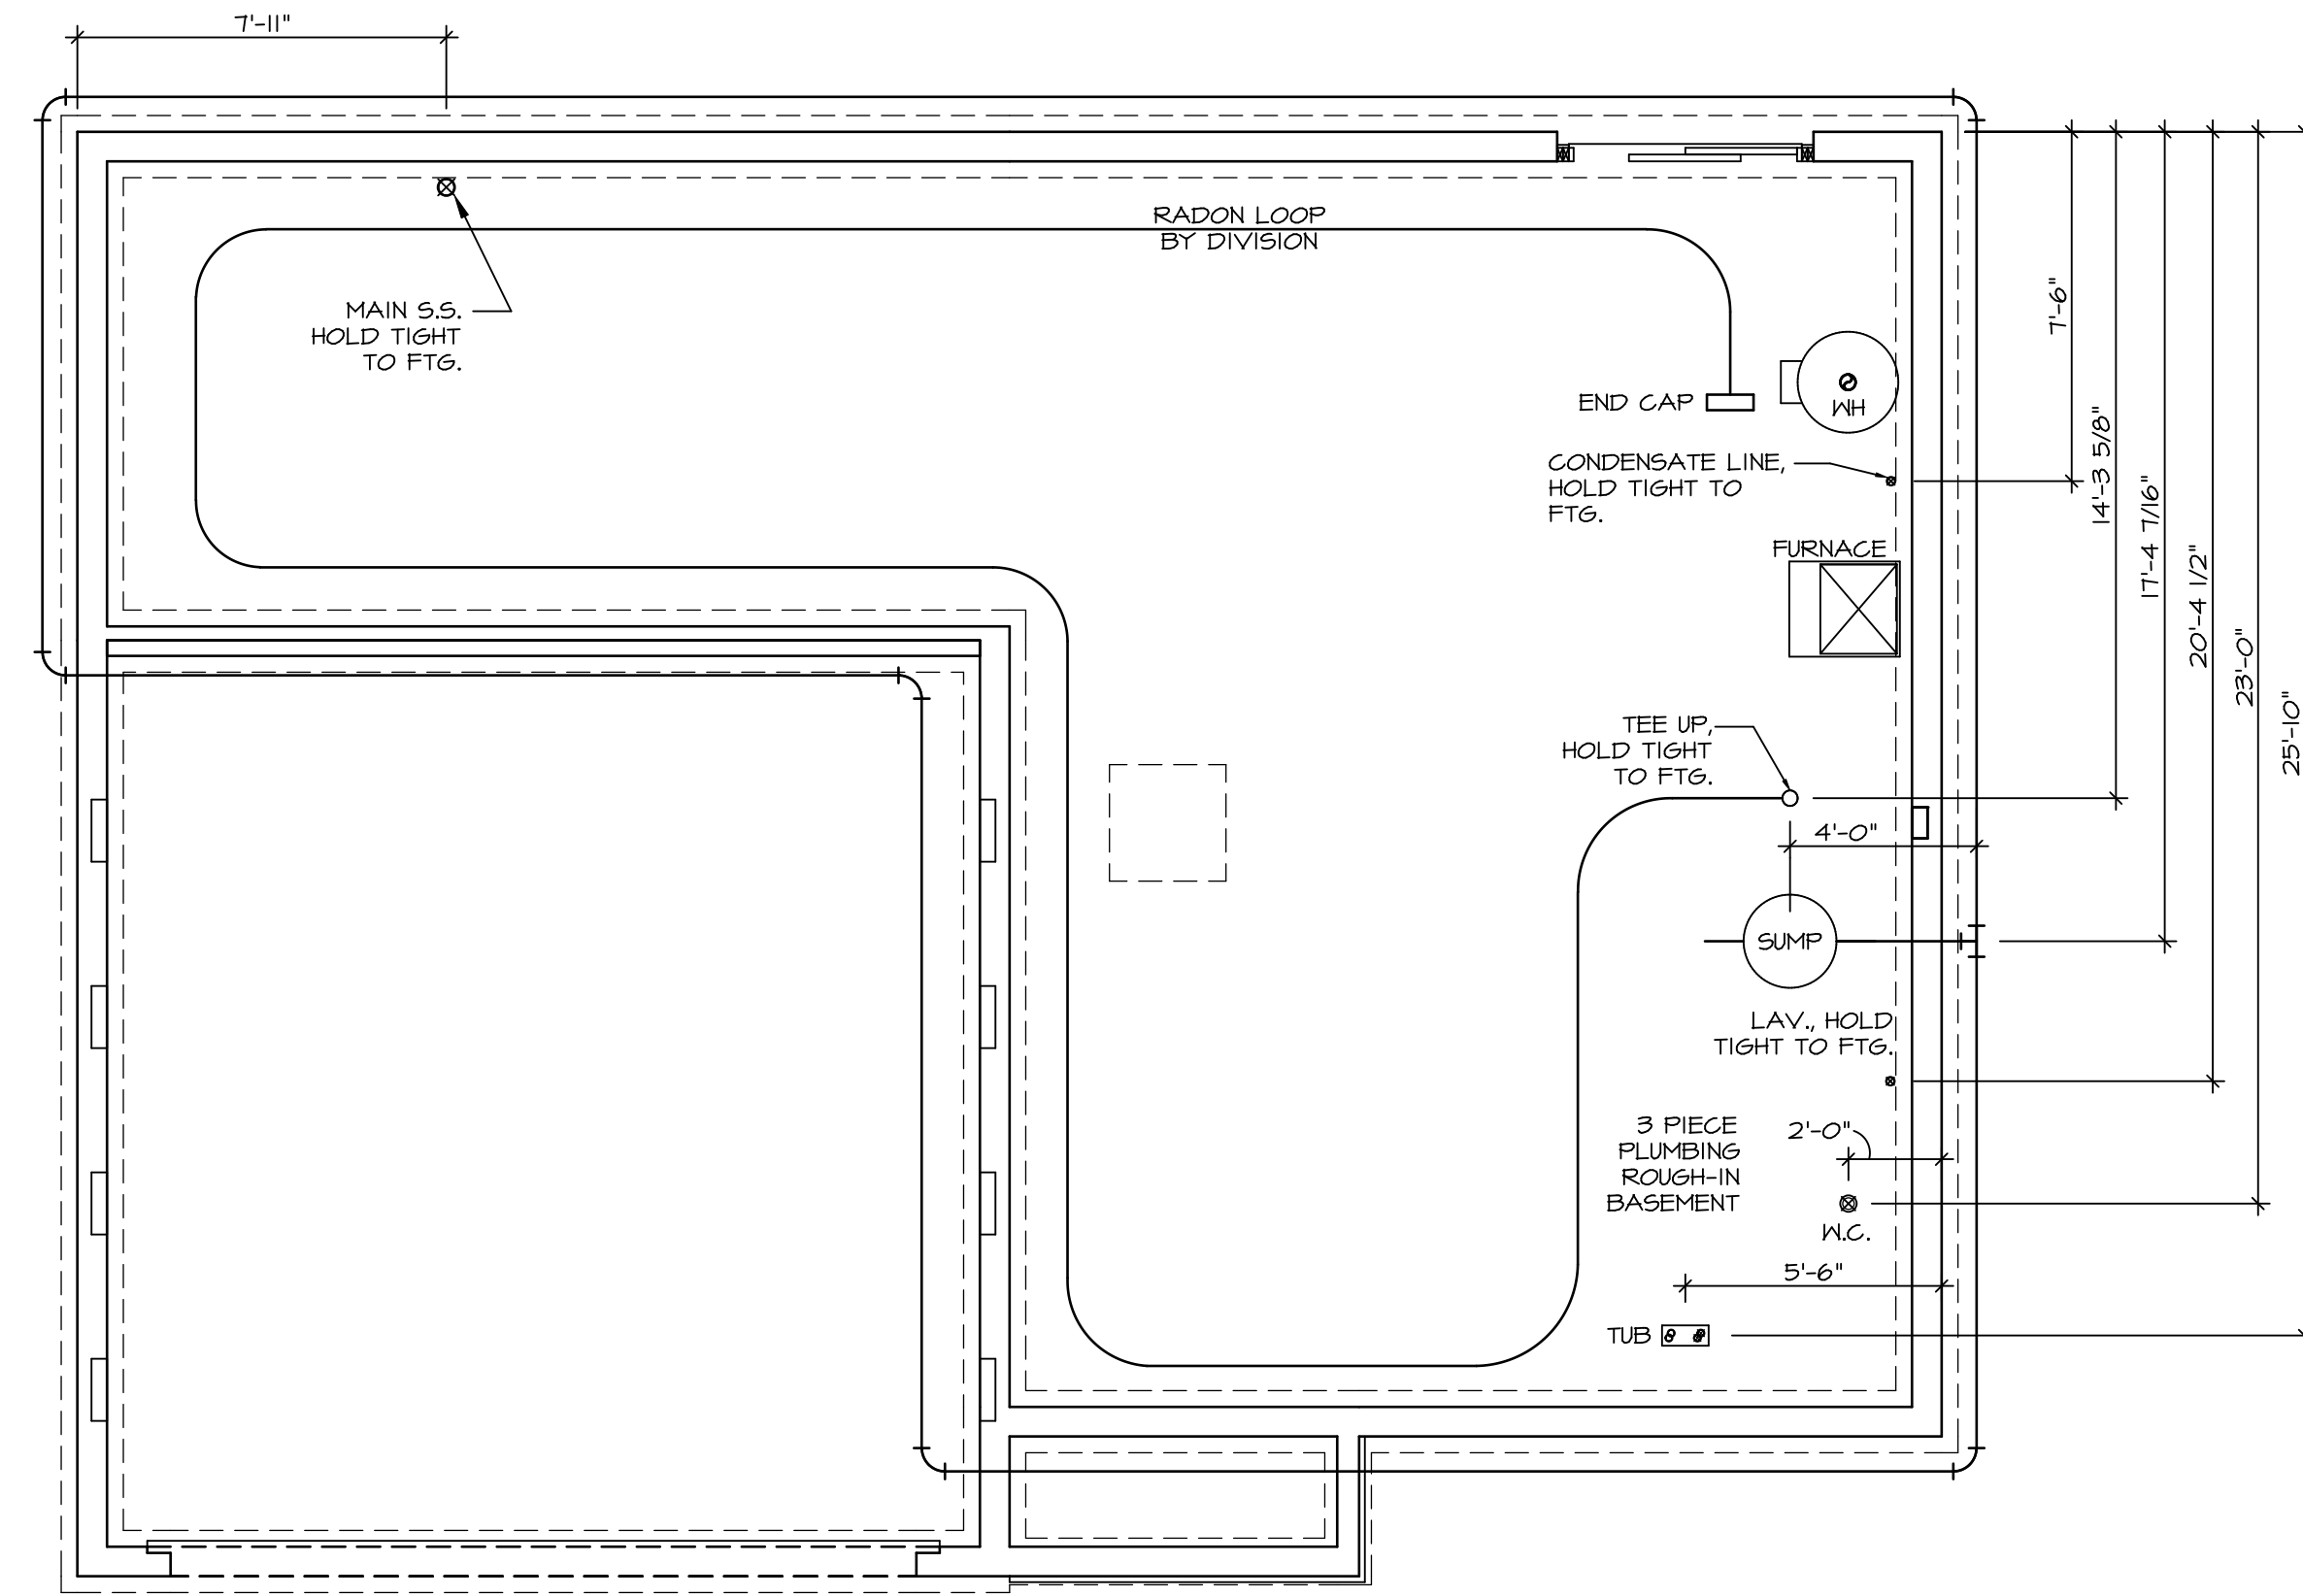 7'-11"
RADON LOOP
BY DIVISION
MAIN S.S.
HOLD TIGHT
TO FTG.
7'-6"
END CAP
WH
CONDENSATE LINE,
HOLD TIGHT TO
FTG.
14'-3 5/8"
17'-4 7/16"
FURNACE
20'-4 1/2"
23'-0"
25'-10"
TEE UP,
HOLD TIGHT
TO FTG.
4'-0"
SUMP
LAV., HOLD
TIGHT TO FTG.
3 PIECE
PLUMBING
ROUGH-IN
BASEMENT
2'-0"
W.C.
5'-6"
TUB